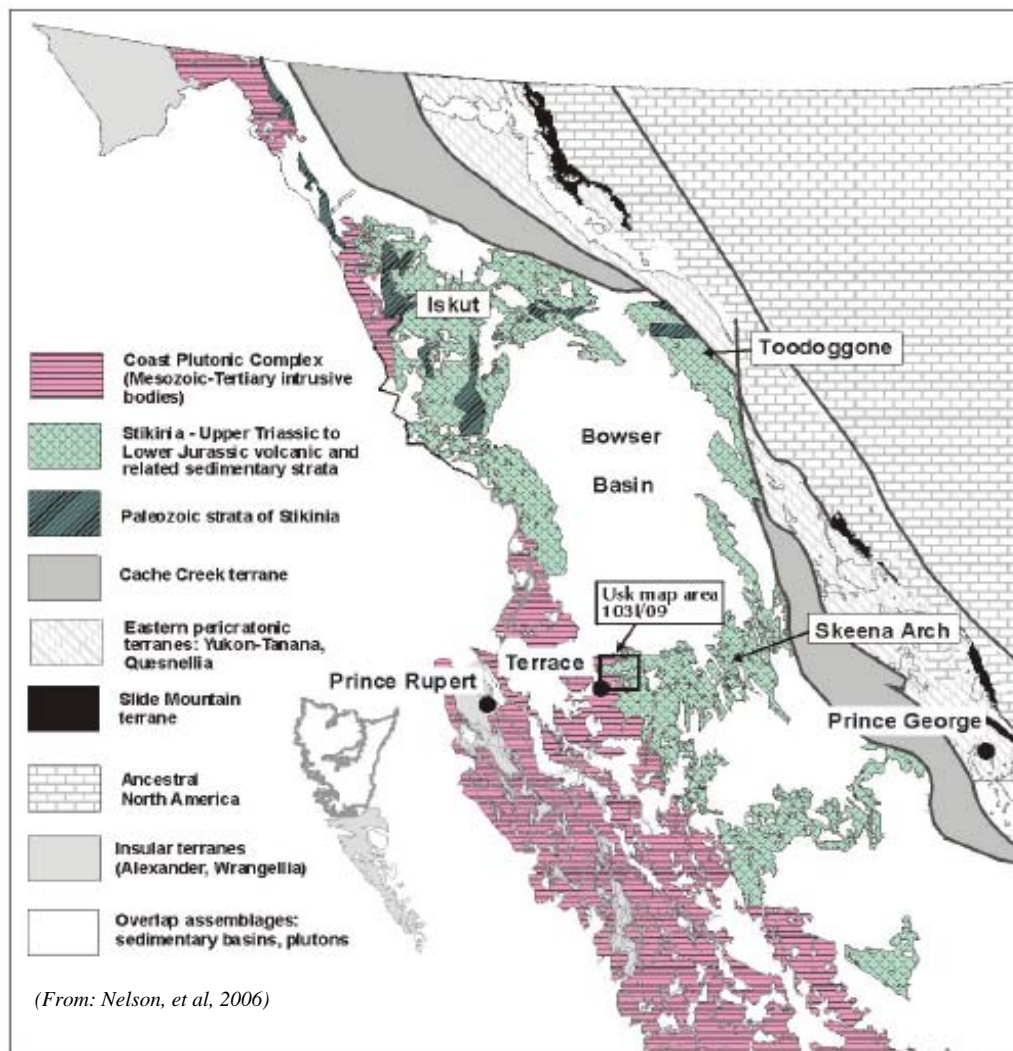 Iskut
Toodoggone
Bowser
Basin
Usk map area
103I/09
Skeena Arch
Terrace
Prince Rupert
Prince George
Coast Plutonic Complex
(Mesozoic-Tertiary intrusive
bodies)
Stikinia - Upper Triassic to
Lower Jurassic volcanic and
related sedimentary strata
Paleozoic strata of Stikinia
Cache Creek terrane
Eastern pericratonic
terranes: Yukon-Tanana,
Quesnellia
Slide Mountain
terrane
Ancestral
North America
Insular terranes
(Alexander, Wrangellia)
Overlap assemblages:
sedimentary basins, plutons
(From: Nelson, et al, 2006)